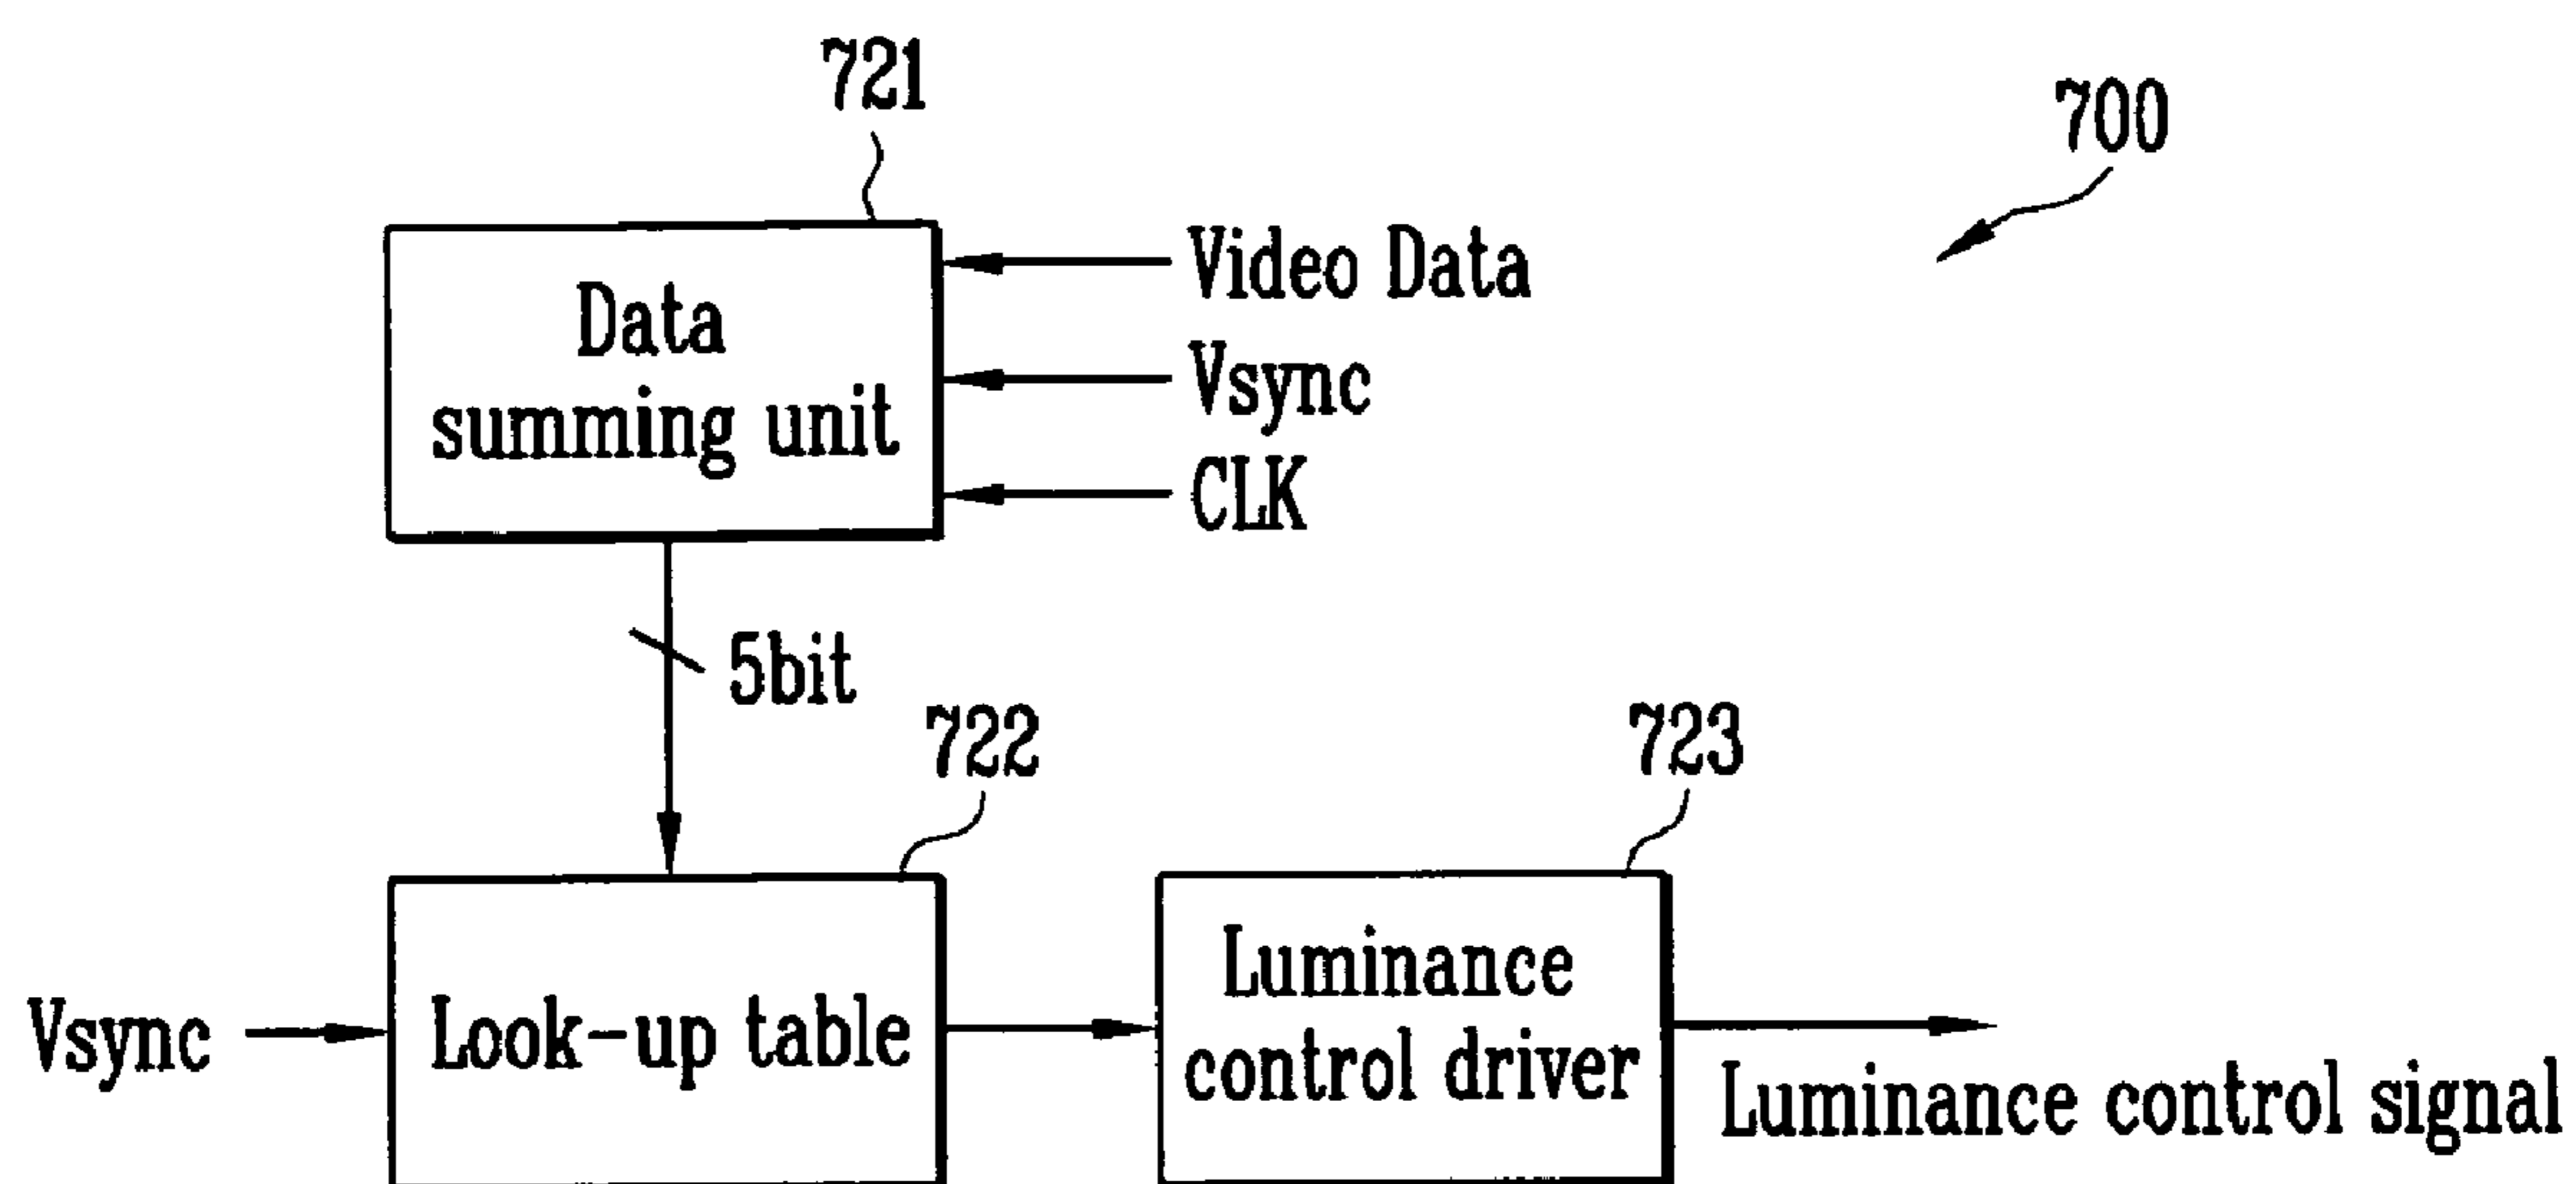 721
700
Video Data
Data
summing unit
Vsync
CLK
5bit
722
723
Vsync
Look-up table
Luminance
control driver
Luminance control signal